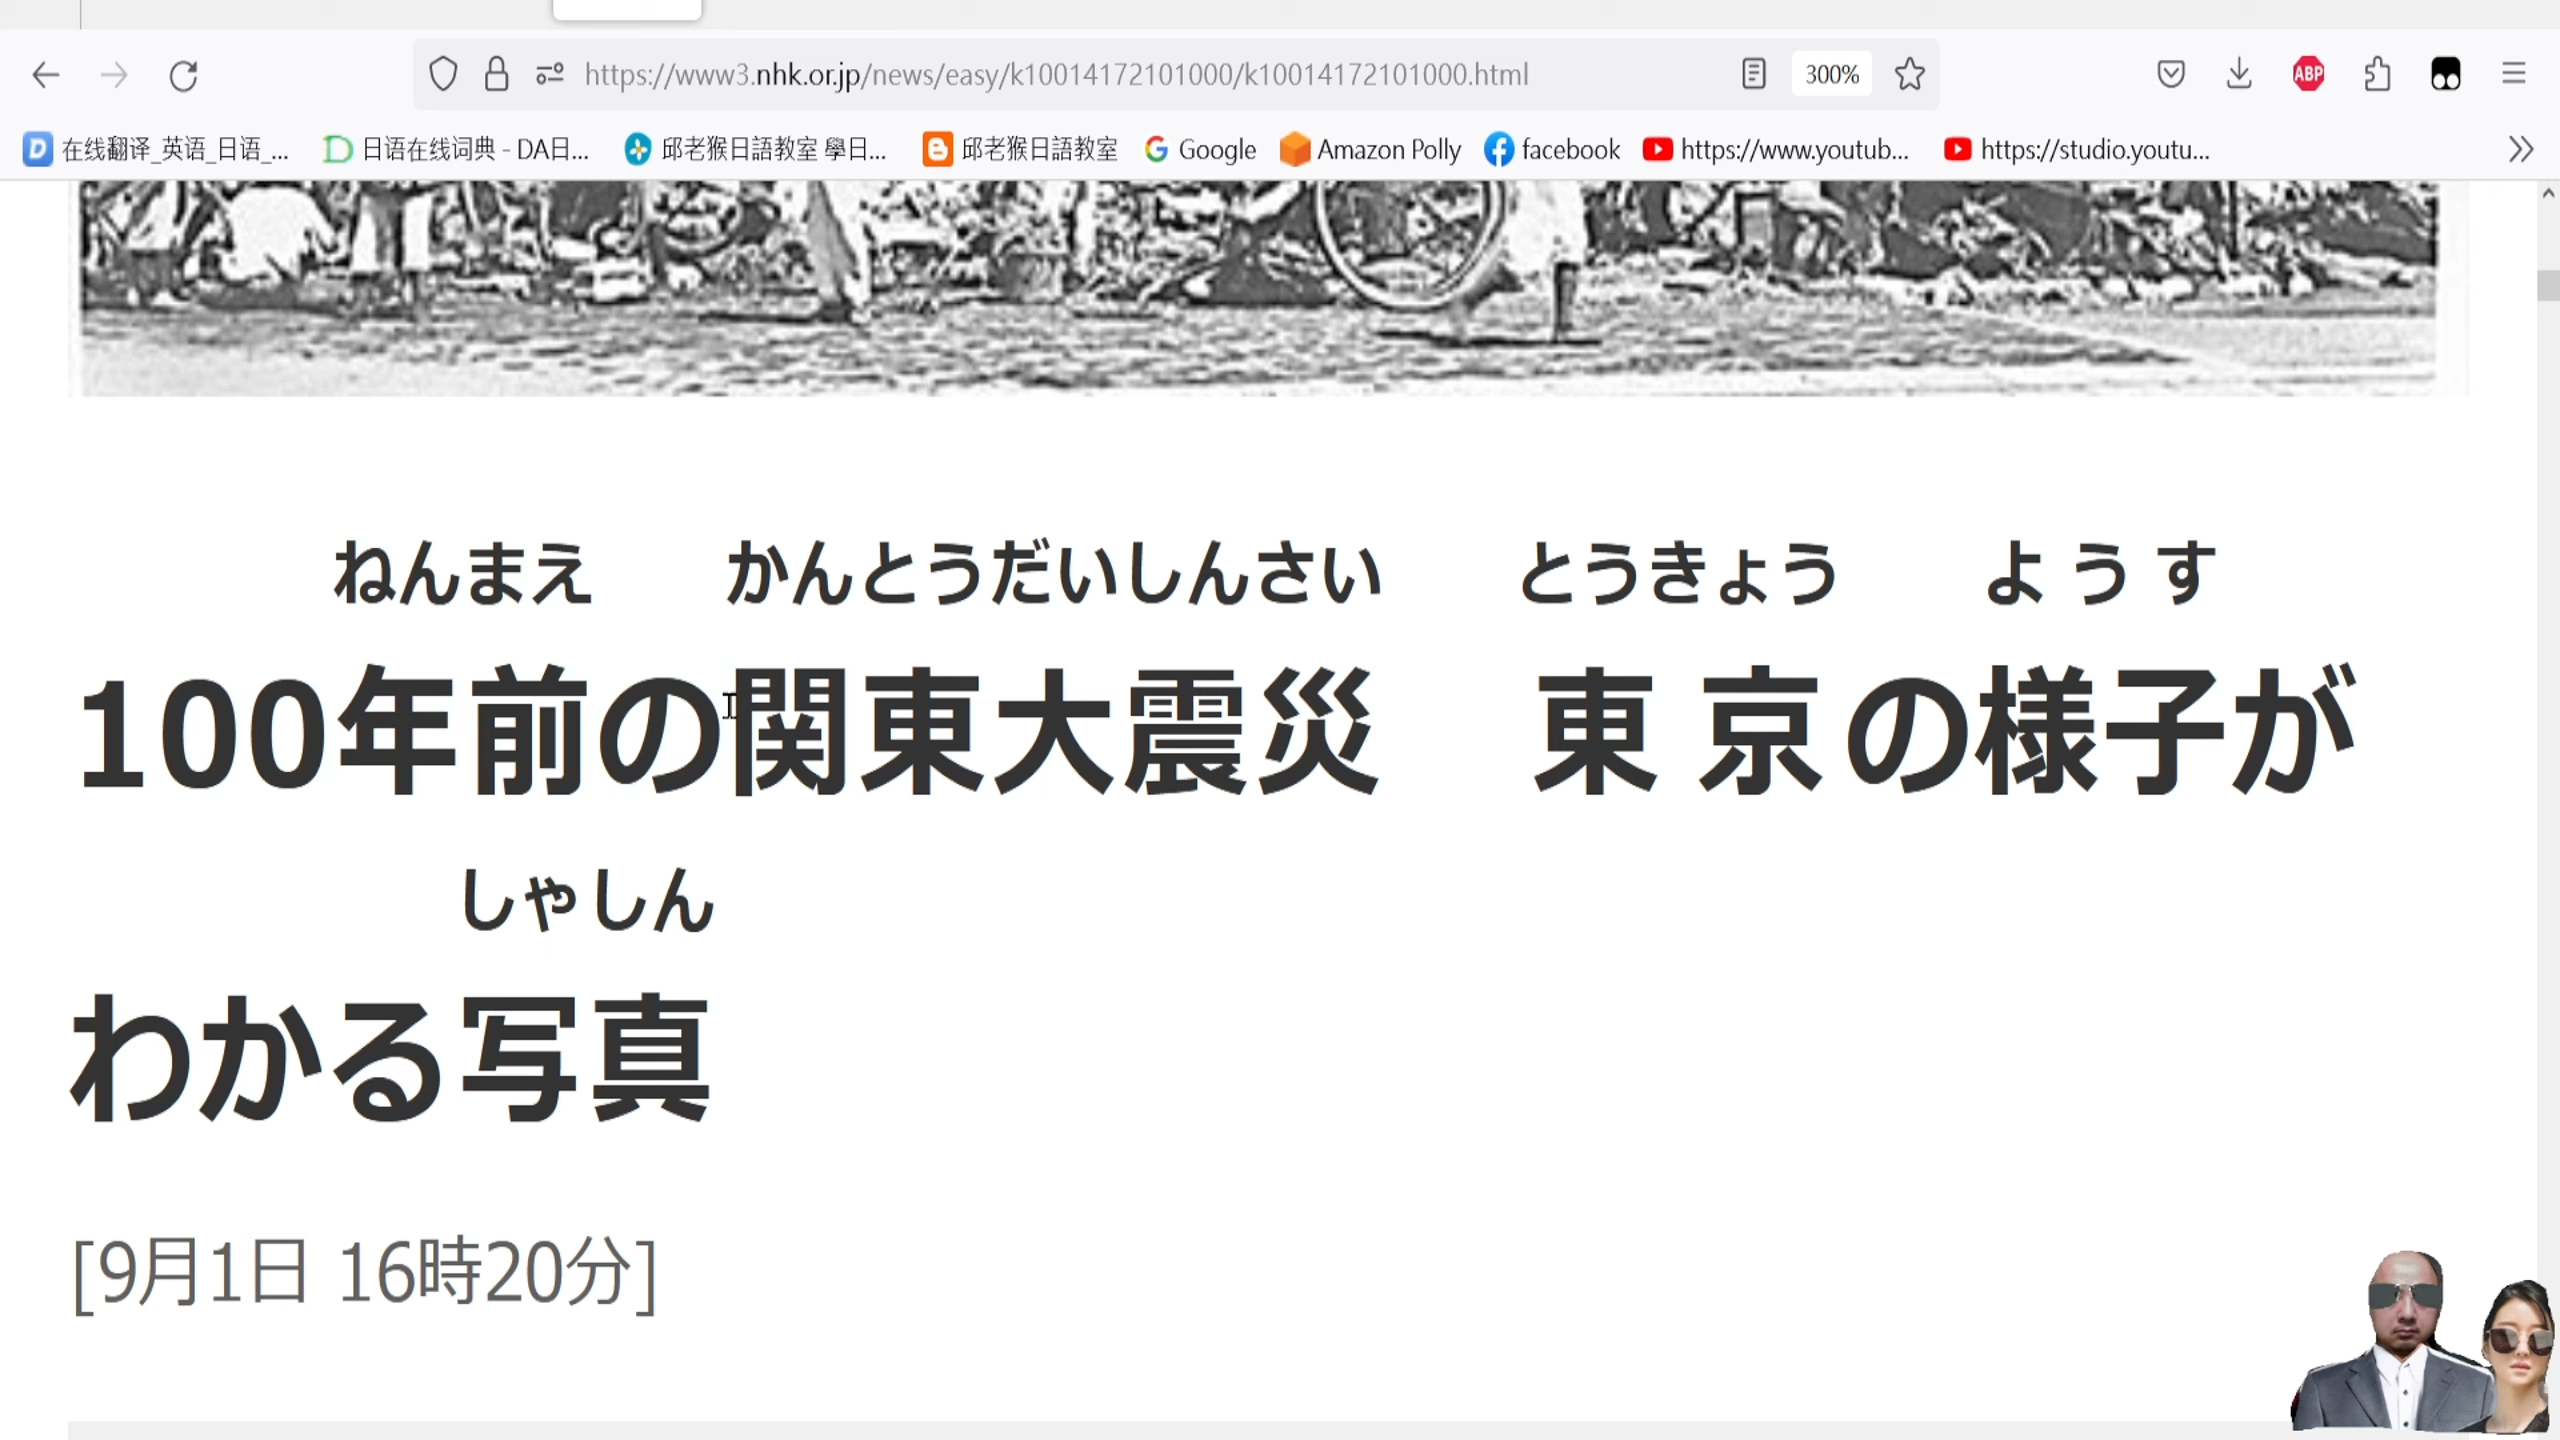 https://www3.nhk.or.jp/news/easy/k10014172101000/k10014172101000.html
300%
ABP
在线翻译_英语_日语_...
日语在线词典 - DA日...
邱老猴日語教室 學日...
邱老猴日語教室
Google
Amazon Polly
facebook
https://www.youtub...
https://studio.youtu...
ねんまえ かんとうだいしんさい とうきょう ようす
100年前の関東大震災 東京の様子が
しゃしん
わかる写真
[9月1日 16時20分]